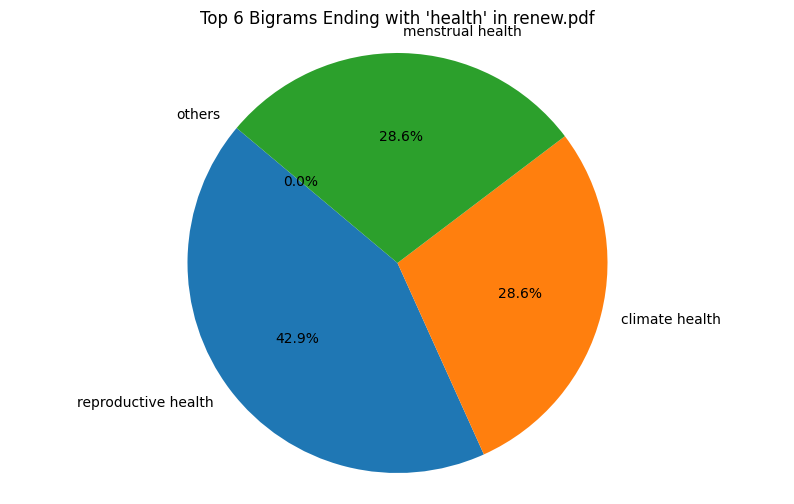 Top 6 Bigrams Ending with 'health' in renew.pdf
menstrual health
others
28.6%
0.0%
28.6%
climate health
42.9%
reproductive health